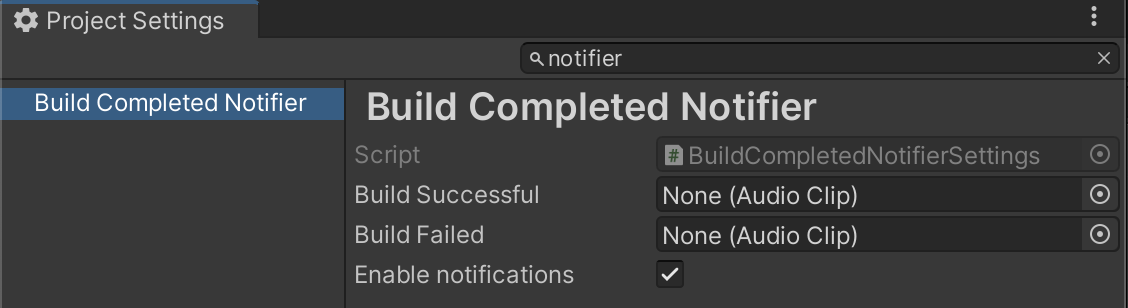 Project Settings
notifier
Build Completed Notifier
Build Completed Notifier
Script # BuildCompletedNotifierSettings
Build Successful None (Audio Clip)
Build Failed None (Audio Clip)
Enable notifications